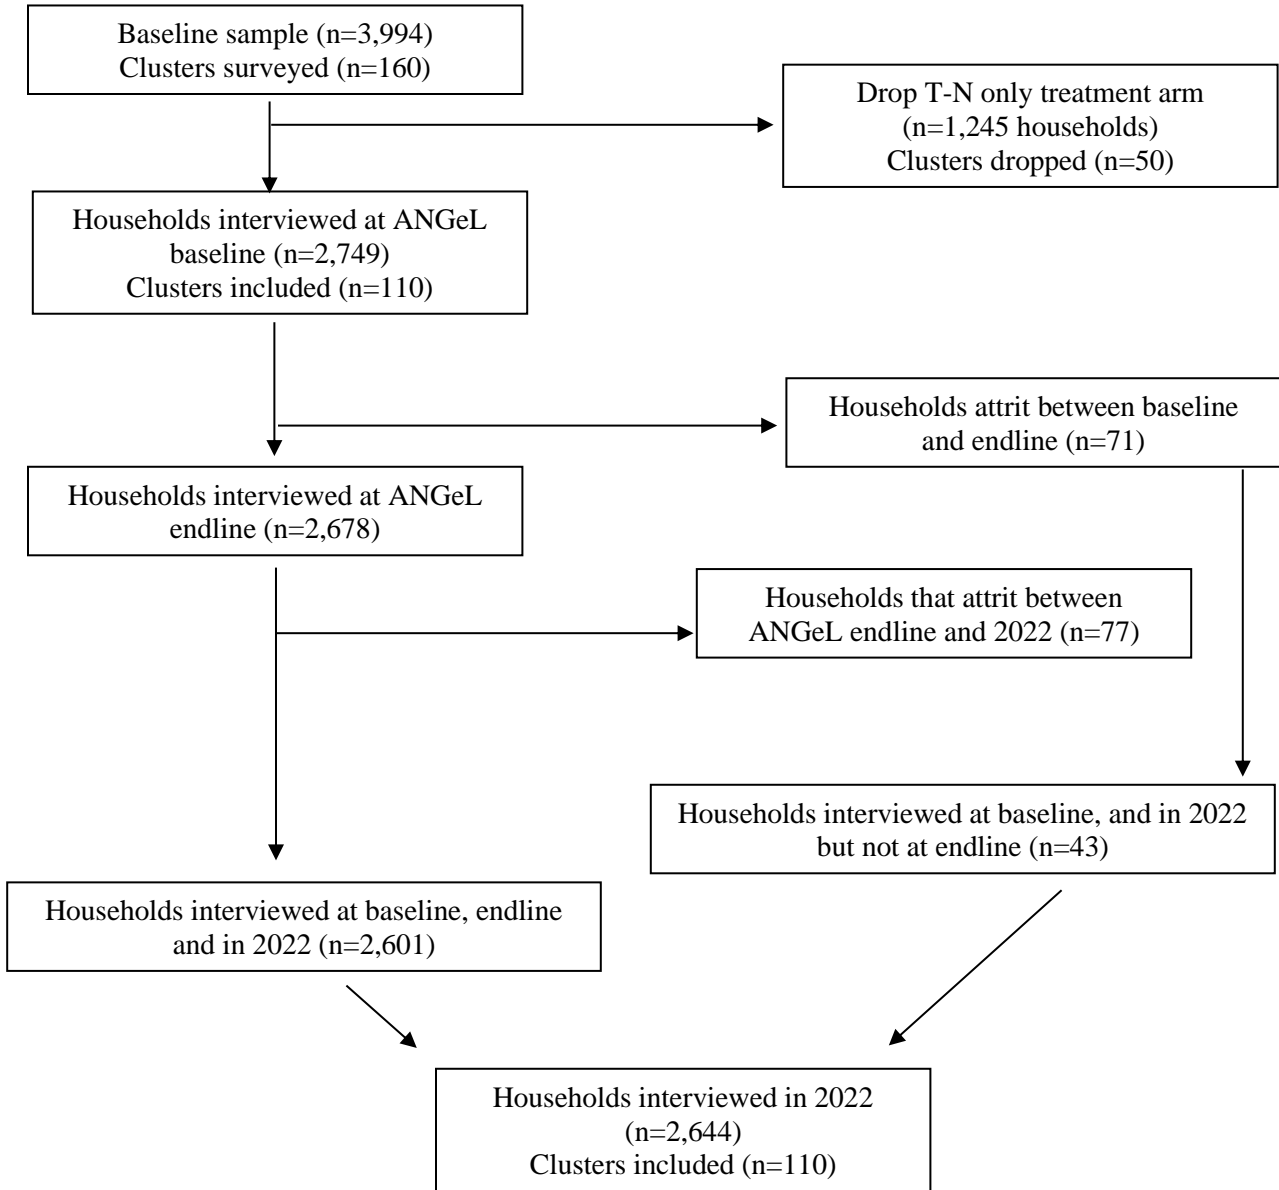 Baseline sample (n=3,994)
Clusters surveyed (n=160)
Drop T-N only treatment arm
(n=1,245 households)
Clusters dropped (n=50)
Households interviewed at ANGeL
baseline (n=2,749)
Clusters included (n=110)
Households attrit between baseline
and endline (n=71)
Households interviewed at ANGeL
endline (n=2,678)
Households that attrit between
ANGeL endline and 2022 (n=77)
Households interviewed at baseline, and in 2022
but not at endline (n=43)
Households interviewed at baseline, endline
and in 2022 (n=2,601)
Households interviewed in 2022
(n=2,644)
Clusters included (n=110)